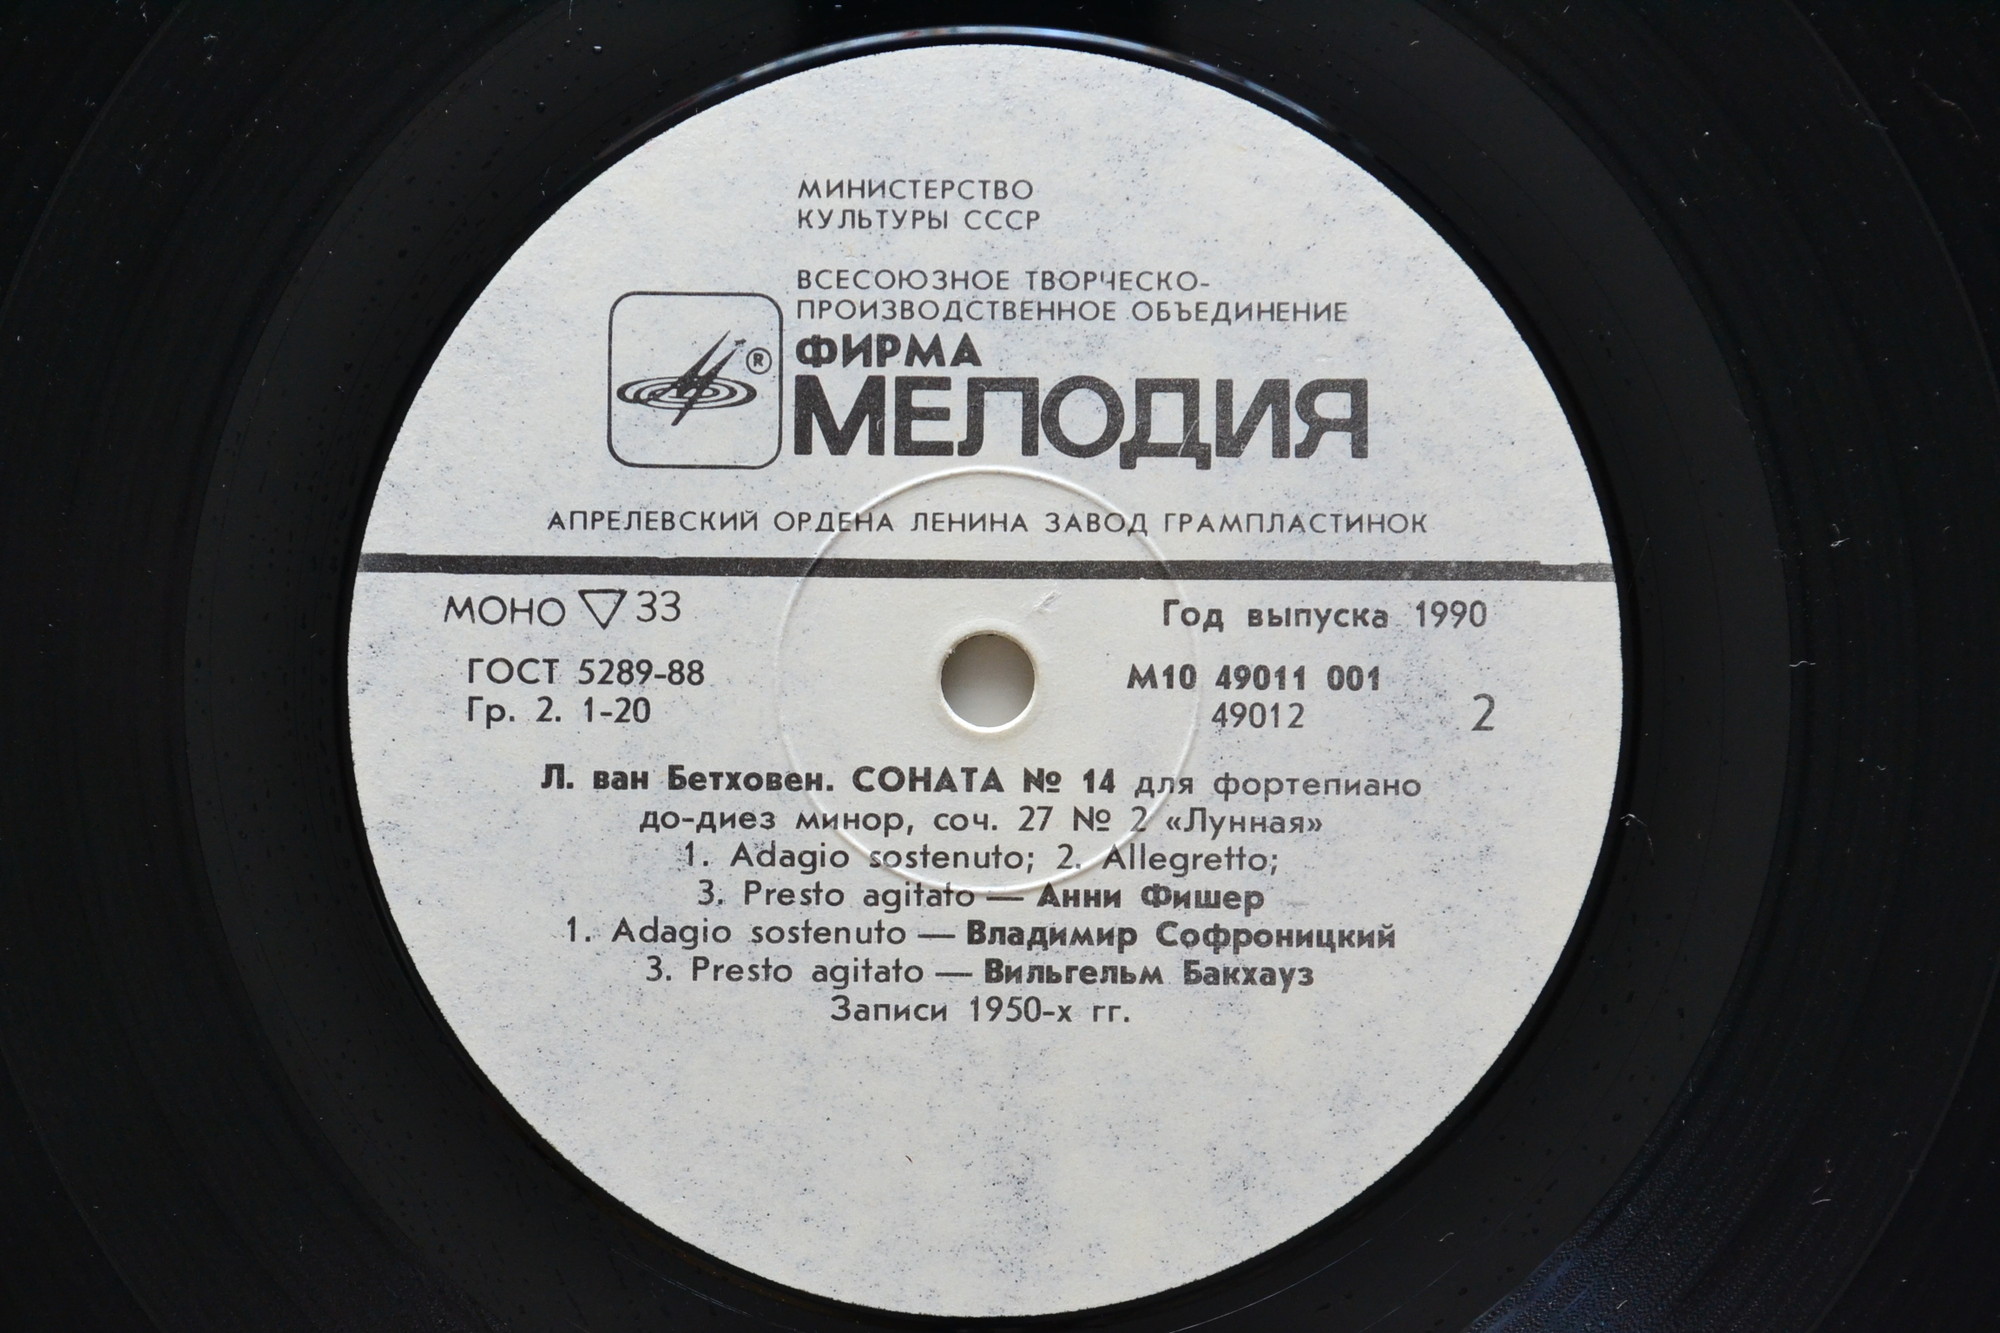 МИНИСТЕРСТВО
КУЛЬТУРЫ СССР
ВСЕСОЮЗНОЕ ТВОРЧЕСКО-
ПРОИЗВОДСТВЕННОЕ ОБЪЕДИНЕНИЕ
®
ФИРМА
МЕЛОДИЯ
АПРЕЛЕВСКИЙ ОРДЕНА ЛЕНИНА ЗАВОД ГРАМПЛАСТИНОК
МОНО ▽ 33 Год выпуска 1990
ГОСТ 5289-88 М10 49011 001
Гр. 2. 1-20 49012 2
Л. ван Бетховен. СОНАТА № 14 для фортепиано
до-диез минор, соч. 27 № 2 «Лунная»
1. Adagio sostenuto; 2. Allegretto;
3. Presto agitato — Анни Фишер
1. Adagio sostenuto — Владимир Софроницкий
3. Presto agitato — Вильгельм Бакхауз
Записи 1950-х гг.